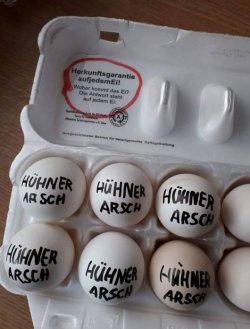 Herkunftsgarantie
auf jedem Ei!
Woher kommt das Ei?
Die Antwort steht
auf jedem Ei.
HÜHNER
ARSCH
HÜHNER
ARSCH
HÜHNER
ARSCH
HÜHNER
ARSCH
HÜHNER
ARSCH
HÜHNER
ARSCH